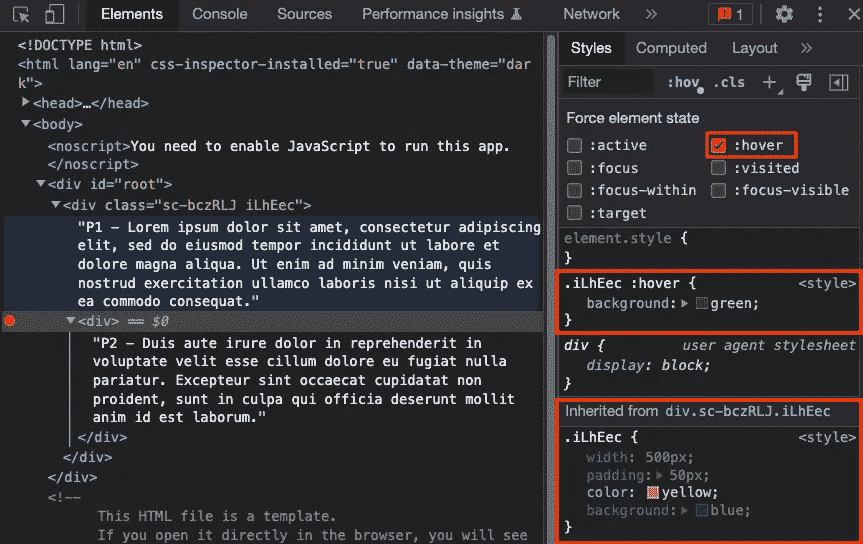 Elements Console Sources Performance insights Network » 1
<!DOCTYPE html>
<html lang="en" css-inspector-installed="true" data-theme="dar
k">
<head>…</head>
<body>
<noscript>You need to enable JavaScript to run this app.
</noscript>
<div id="root">
<div class="sc-bczRLJ iLhEec">
"P1 – Lorem ipsum dolor sit amet, consectetur adipiscing
elit, sed do eiusmod tempor incididunt ut labore et
dolore magna aliqua. Ut enim ad minim veniam, quis
nostrud exercitation ullamco laboris nisi ut aliquip ex
ea commodo consequat."
<div> == $0
"P2 – Duis aute irure dolor in reprehenderit in
voluptate velit esse cillum dolore eu fugiat nulla
pariatur. Excepteur sint occaecat cupidatat non
proident, sunt in culpa qui officia deserunt mollit
anim id est laborum."
</div>
</div>
</div>
<!--
This HTML file is a template.
If you open it directly in the browser, you will see
Styles Computed Layout »
Filter :hov .cls +
Force element state
:active :hover
:focus :visited
:focus-within :focus-visible
:target
element.style {
}
.iLhEec :hover { <style>
background: green;
}
div { user agent stylesheet
display: block;
}
Inherited from div.sc-bczRLJ.iLhEec
.iLhEec { <style>
width: 500px;
padding: 50px;
color: yellow;
background: blue;
}